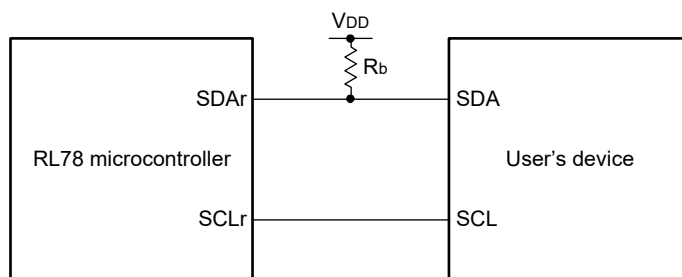 VDD
Rb
SDAr
SDA
RL78 microcontroller
User's device
SCLr
SCL